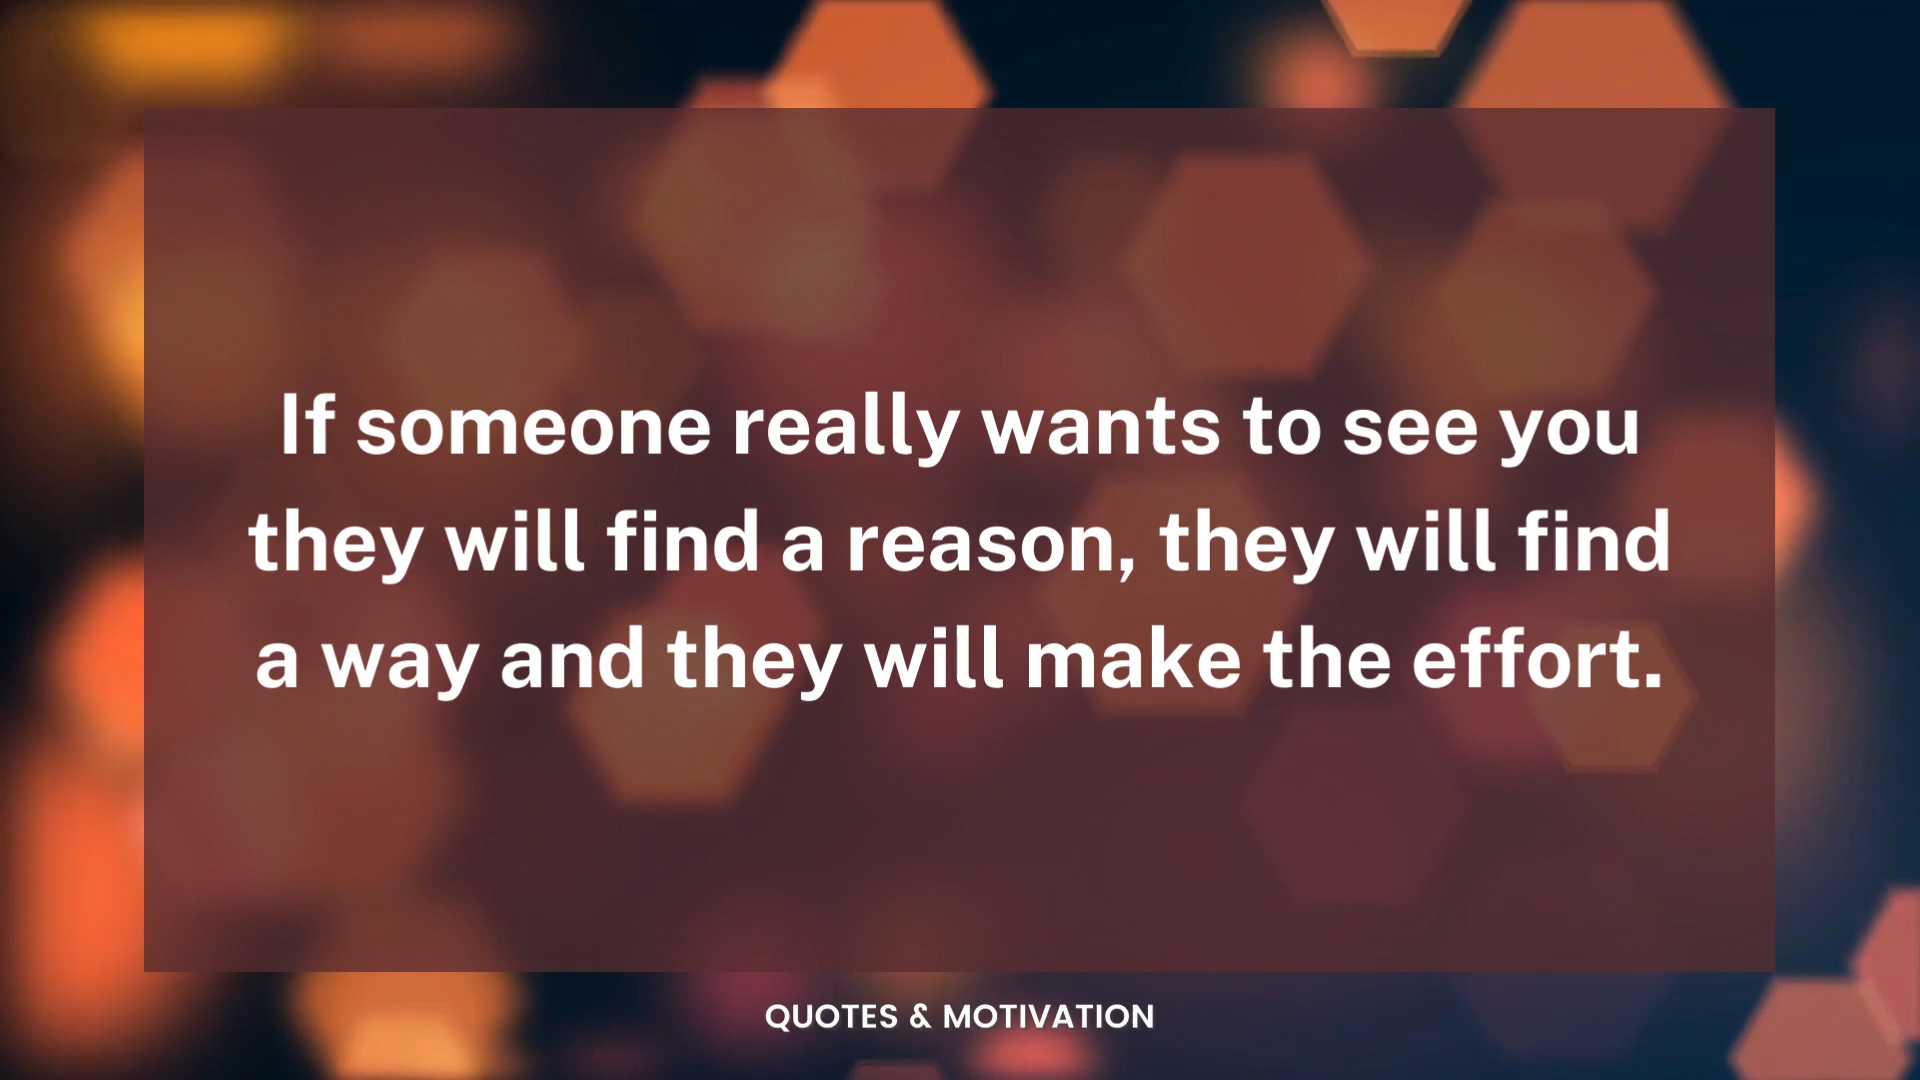 If someone really wants to see you
they will find a reason, they will find
a way and they will make the effort.
QUOTES & MOTIVATION